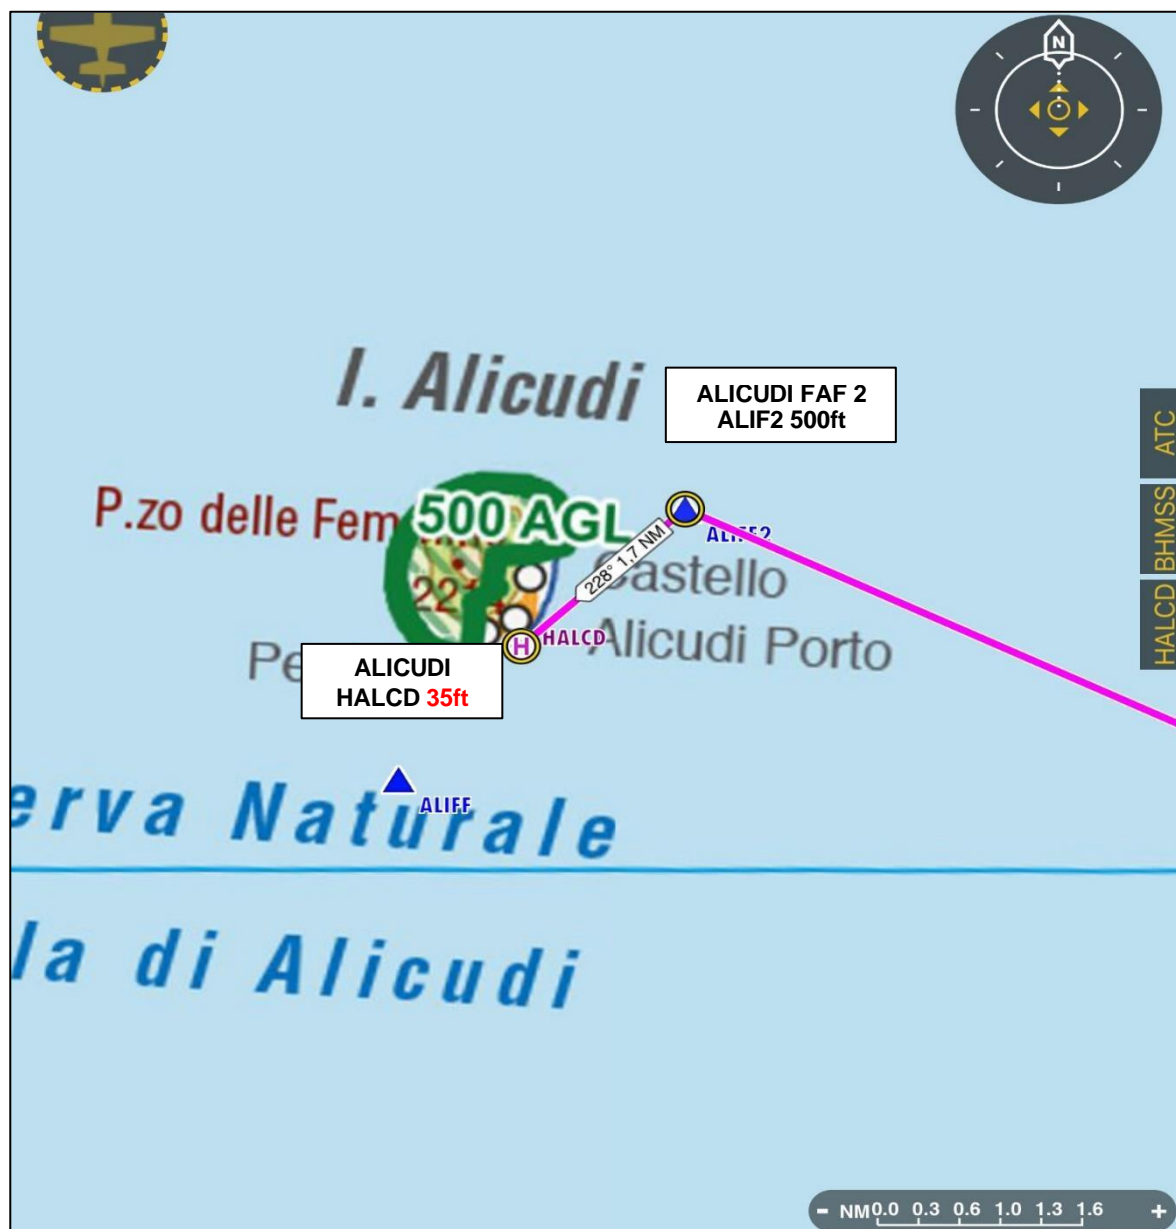 N
I. Alicudi
ALICUDI FAF 2
ALIF2 500ft
ATC
BHMSS
HALCD
P.zo delle Fem
500 AGL
ALIF2
228° 1,7 NM
Castello
HALCD
Alicudi Porto
H
Pe
ALICUDI
HALCD 35ft
ALIFF
erva Naturale
la di Alicudi
- NM 0.0 0.3 0.6 1.0 1.3 1.6 +